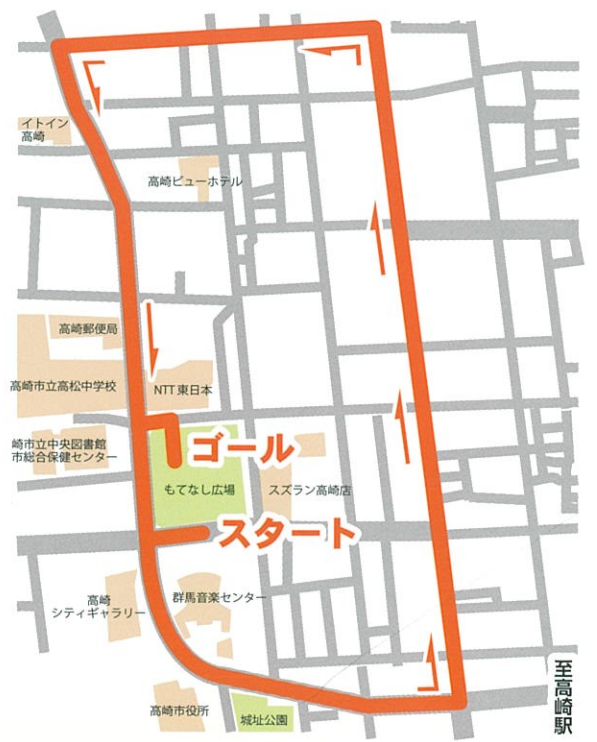 イトイン
高崎
高崎ビューホテル
高崎郵便局
高崎市立高松中学校
NTT東日本
崎市立中央図書館
市総合保健センター
ゴール
もてなし広場
スズラン高崎店
スタート
高崎
シティギャラリー
群馬音楽センター
高崎市役所
城址公園
至高崎駅